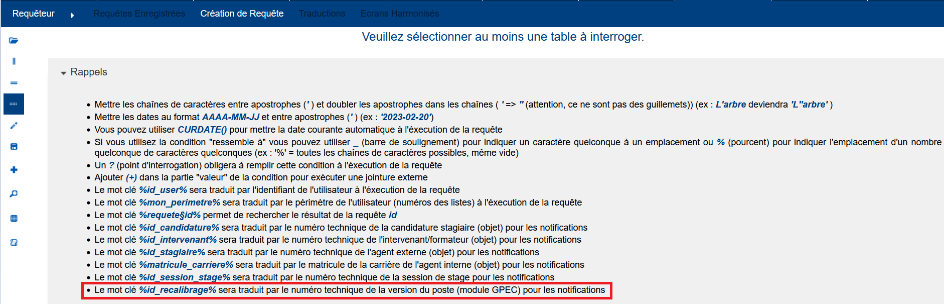 Requêteur
Requêtes Enregistrées
Création de Requête
Traductions
Ecrans Harmonisés
Veuillez sélectionner au moins une table à interroger.
Rappels
Mettre les chaînes de caractères entre apostrophes (') et doubler les apostrophes dans les chaînes ( ' => '' (attention, ce ne sont pas des guillemets)) (ex : L'arbre deviendra 'L''arbre' )
Mettre les dates au format AAAA-MM-JJ et entre apostrophes (' ) (ex : '2023-02-20')
Vous pouvez utiliser CURDATE() pour mettre la date courante automatique à l'éxecution de la requête
Si vous utilisez la condition "ressemble à" vous pouvez utiliser _ (barre de soulignement) pour indiquer un caractère quelconque à un emplacement ou % (pourcent) pour indiquer l'emplacement d'un nombre
quelconque de caractères quelconques (ex : '%' = toutes les chaînes de caractères possibles, même vide)
Un ? (point d'interrogation) obligera à remplir cette condition à l'éxecution de la requête
Ajouter (+) dans la partie "valeur" de la condition pour exécuter une jointure externe
Le mot clé %id_user% sera traduit par l'identifiant de l'utilisateur à l'éxecution de la requête
Le mot clé %mon_perimetre% sera traduit par le périmètre de l'utilisateur (numéros des listes) à l'éxecution de la requête
Le mot clé %requete§id% permet de rechercher le résultat de la requête id
Le mot clé %id_candidature% sera traduit par le numéro technique de la candidature stagiaire (objet) pour les notifications
Le mot clé %id_intervenant% sera traduit par le numéro technique de l'intervenant/formateur (objet) pour les notifications
Le mot clé %id_stagiaire% sera traduit par le numéro technique de l'agent externe (objet) pour les notifications
Le mot clé %matricule_carriere% sera traduit par le matricule de la carrière de l'agent interne (objet) pour les notifications
Le mot clé %id_session_stage% sera traduit par le numéro technique de la session de stage pour les notifications
Le mot clé %id_recalibrage% sera traduit par le numéro technique de la version du poste (module GPEC) pour les notifications